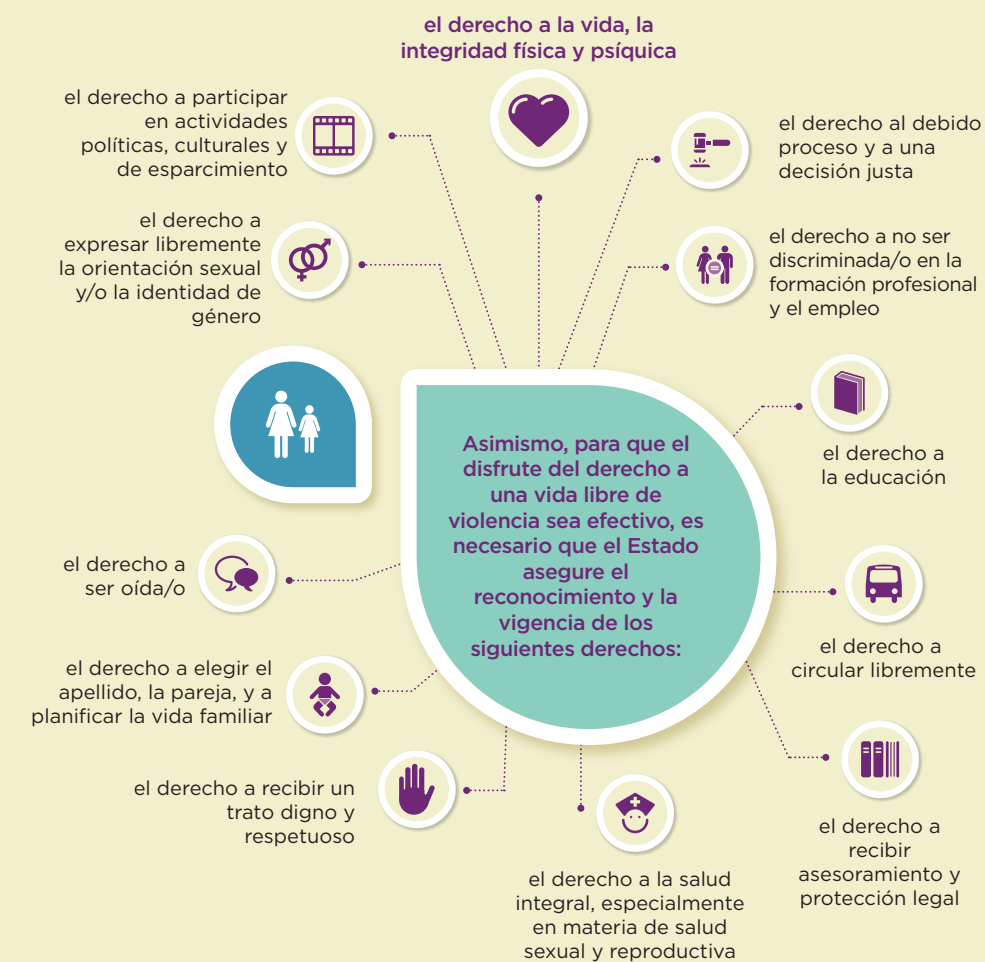 el derecho a la vida, la
integridad física y psíquica
el derecho a participar
en actividades
políticas, culturales y
de esparcimiento
el derecho al debido
proceso y a una
decisión justa
el derecho a
expresar libremente
la orientación sexual
y/o la identidad de
género
el derecho a no ser
discriminada/o en la
formación profesional
y el empleo
Asimismo, para que el
disfrute del derecho a
una vida libre de
violencia sea efectivo, es
necesario que el Estado
asegure el
reconocimiento y la
vigencia de los
siguientes derechos:
el derecho a
la educación
el derecho a
ser oída/o
el derecho a
circular libremente
el derecho a elegir el
apellido, la pareja, y a
planificar la vida familiar
el derecho a recibir un
trato digno y
respetuoso
el derecho a
recibir
asesoramiento y
protección legal
el derecho a la salud
integral, especialmente
en materia de salud
sexual y reproductiva